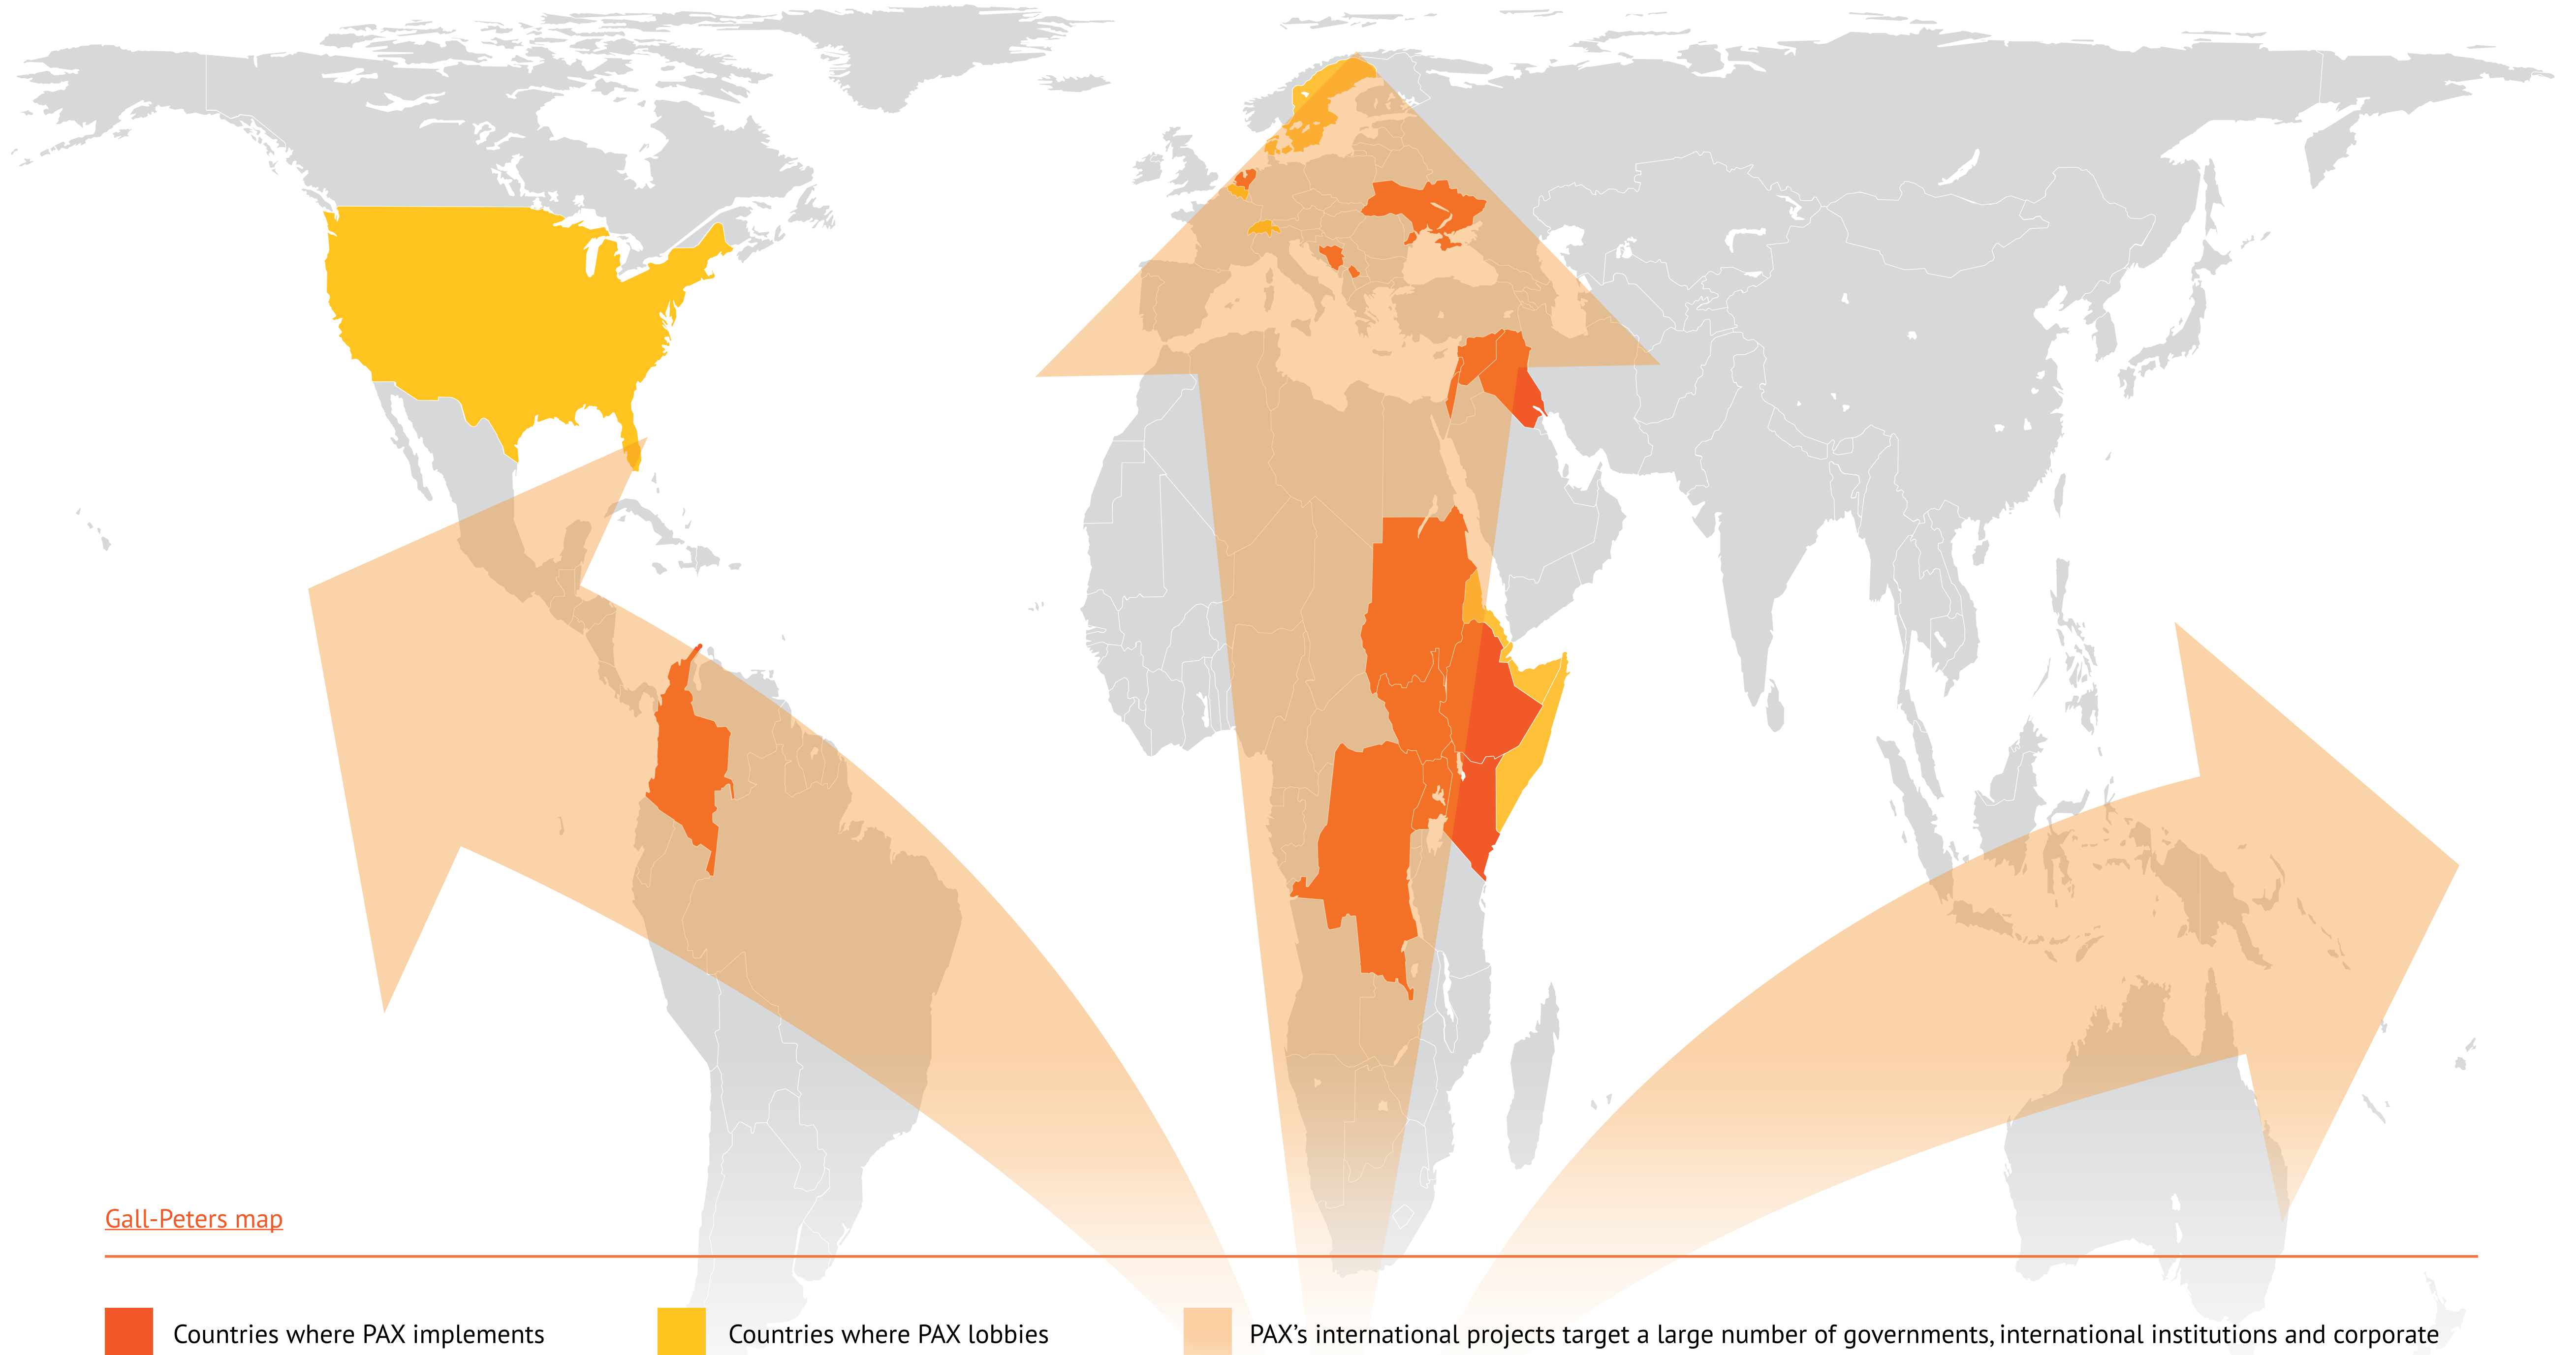 Gall-Peters map
Countries where PAX implements
Countries where PAX lobbies
PAX’s international projects target a large number of governments, international institutions and corporate